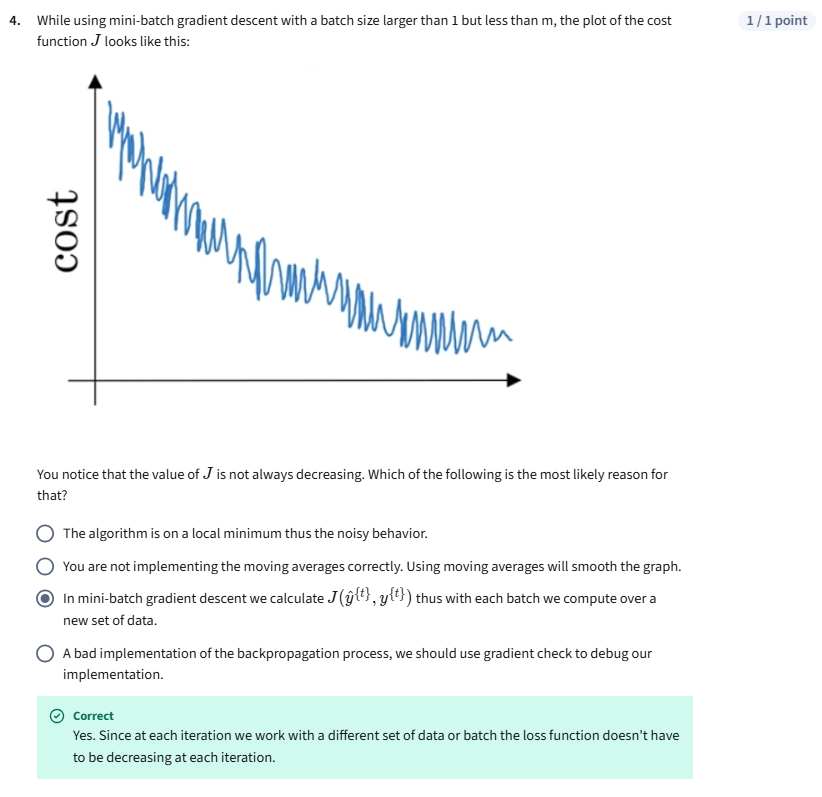 4. While using mini-batch gradient descent with a batch size larger than 1 but less than m, the plot of the cost
function J looks like this:
1 / 1 point
cost
You notice that the value of J is not always decreasing. Which of the following is the most likely reason for
that?
The algorithm is on a local minimum thus the noisy behavior.
You are not implementing the moving averages correctly. Using moving averages will smooth the graph.
In mini-batch gradient descent we calculate J(ŷ^{t}, y^{t}) thus with each batch we compute over a
new set of data.
A bad implementation of the backpropagation process, we should use gradient check to debug our
implementation.
Correct
Yes. Since at each iteration we work with a different set of data or batch the loss function doesn't have
to be decreasing at each iteration.